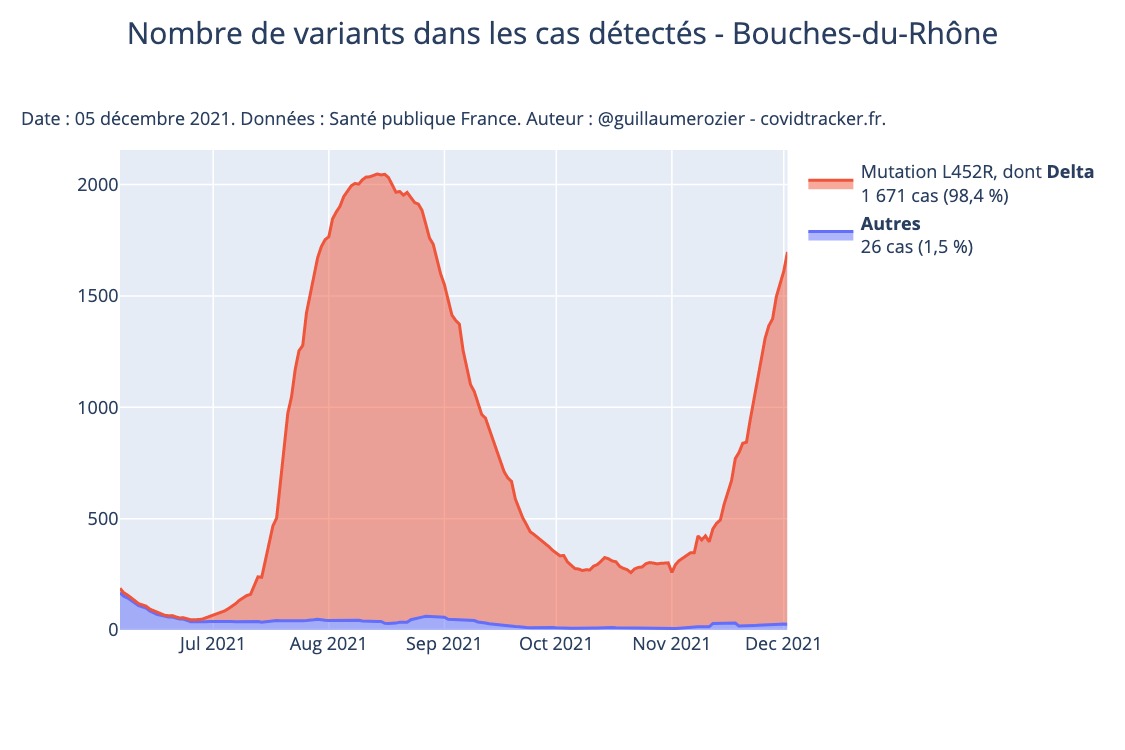 Nombre de variants dans les cas détectés - Bouches-du-Rhône
Date : 05 décembre 2021. Données : Santé publique France. Auteur : @guillaumerozier - covidtracker.fr.
Mutation L452R, dont Delta
1 671 cas (98,4 %)
Autres
26 cas (1,5 %)
2000
1500
1000
500
0
Jul 2021
Aug 2021
Sep 2021
Oct 2021
Nov 2021
Dec 2021